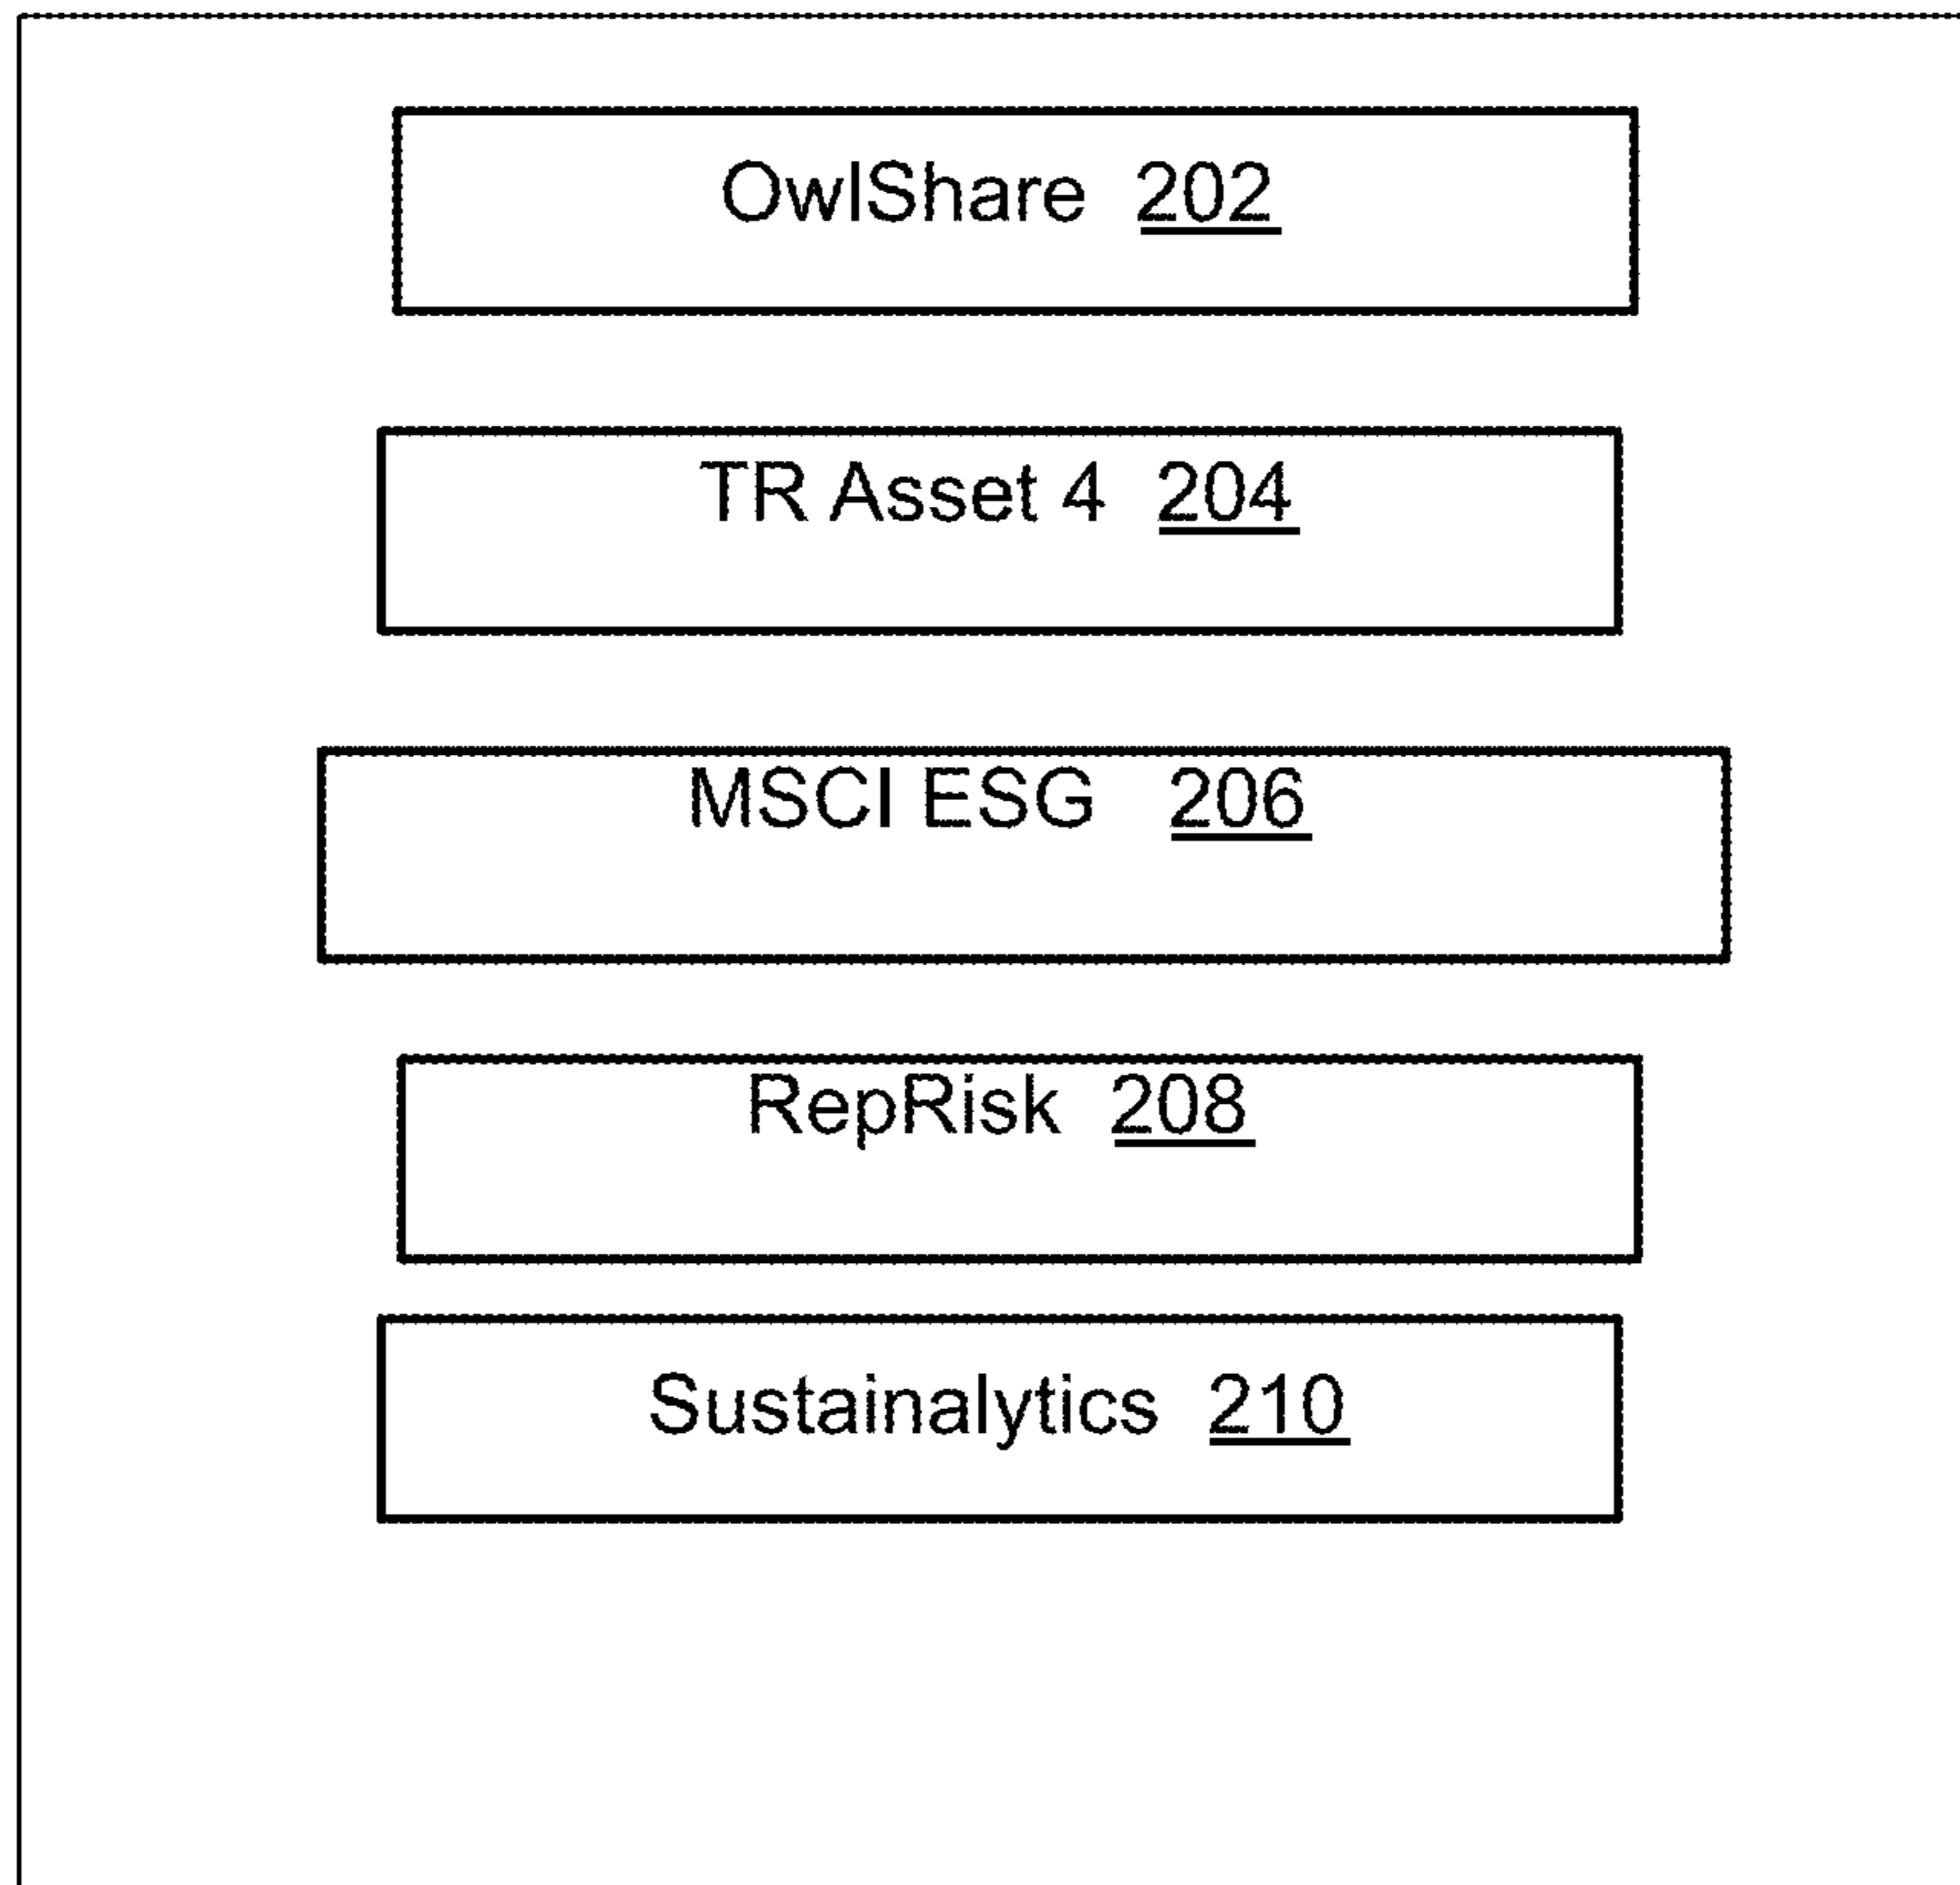 OwlShare 202
TR Asset 4 204
MSCI ESG 206
RepRisk 208
Sustainalytics 210